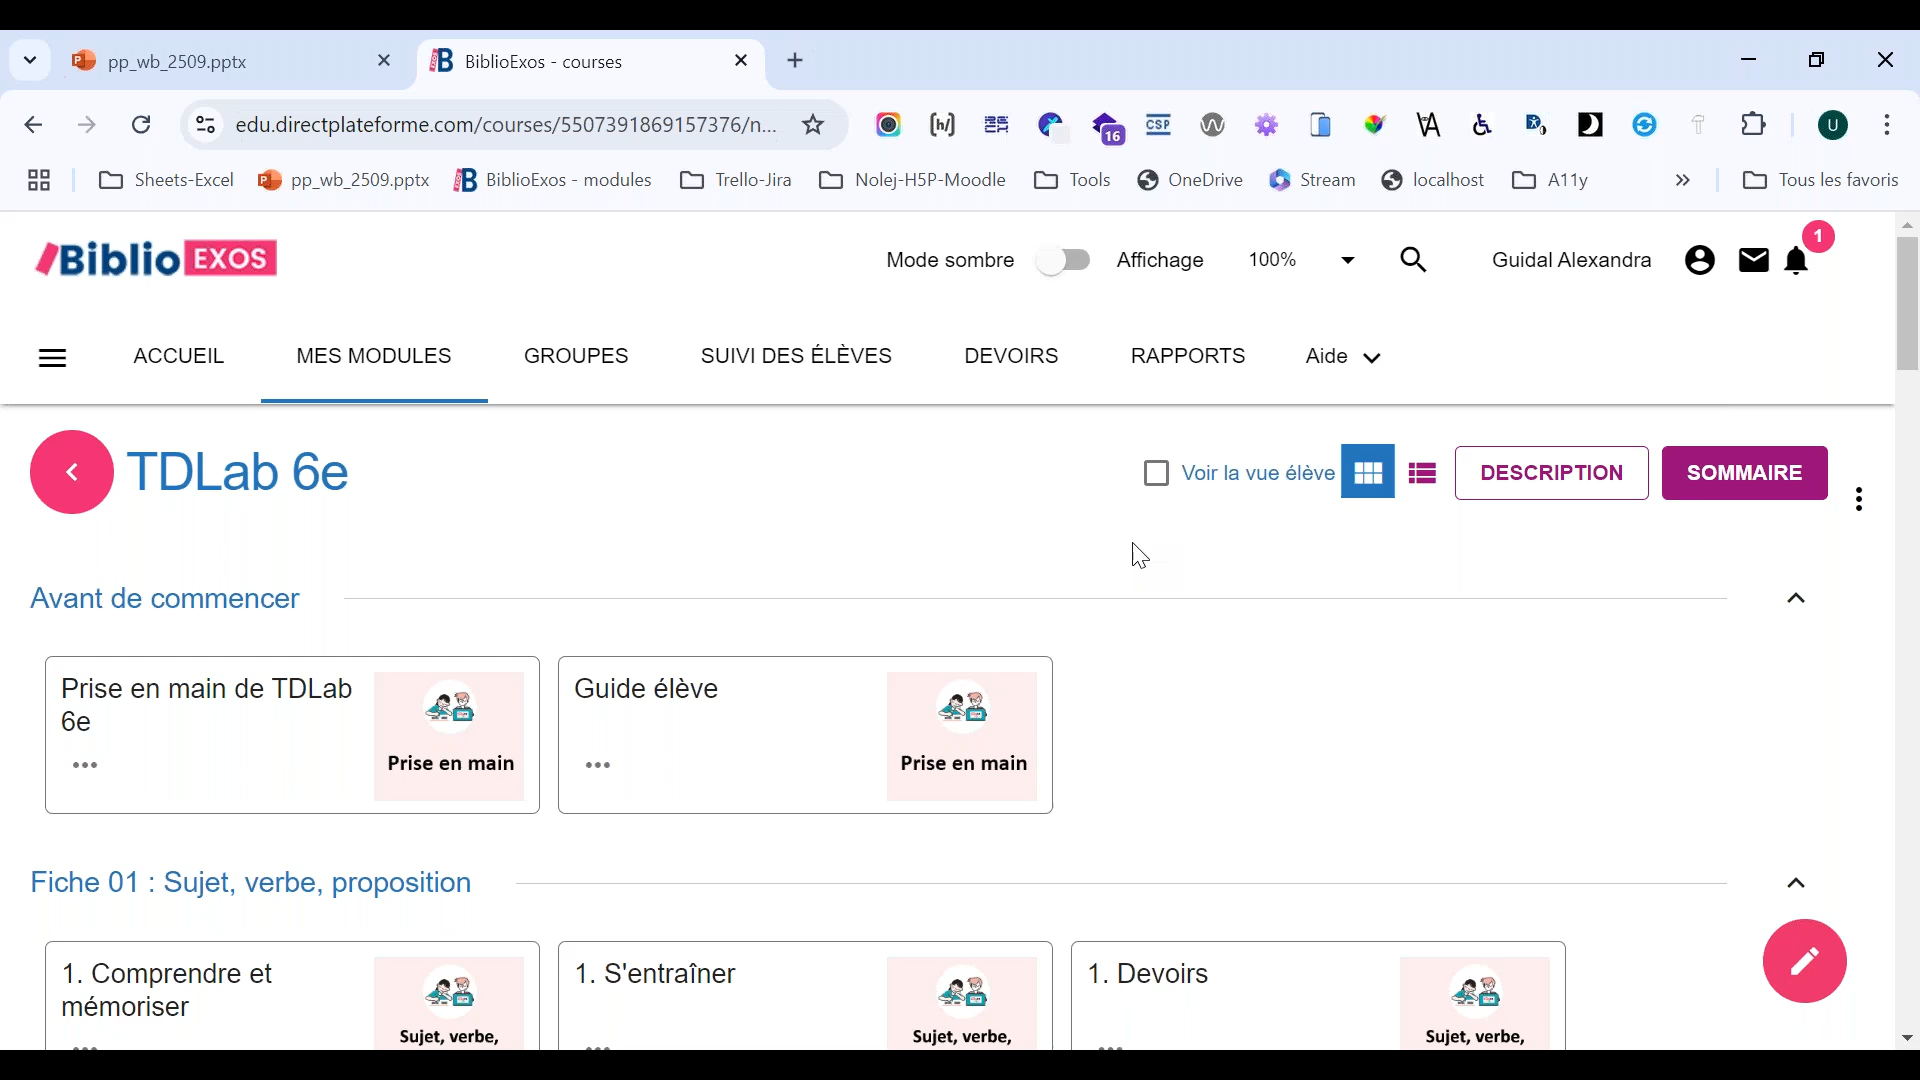 pp_wb_2509.pptx
BiblioExos - courses
edu.directplateforme.com/courses/5507391869157376/n...
[h/]
16
CSP
U
Sheets-Excel
pp_wb_2509.pptx
BiblioExos - modules
Trello-Jira
Nolej-H5P-Moodle
Tools
OneDrive
Stream
localhost
A11y
Tous les favoris
Biblio EXOS
Mode sombre
Affichage
100%
Guidal Alexandra
1
ACCUEIL
MES MODULES
GROUPES
SUIVI DES ÉLÈVES
DEVOIRS
RAPPORTS
Aide
TDLab 6e
Voir la vue élève
DESCRIPTION
SOMMAIRE
Avant de commencer
Prise en main de TDLab
6e
Prise en main
Guide élève
Prise en main
Fiche 01 : Sujet, verbe, proposition
1. Comprendre et
mémoriser
Sujet, verbe,
1. S'entraîner
Sujet, verbe,
1. Devoirs
Sujet, verbe,